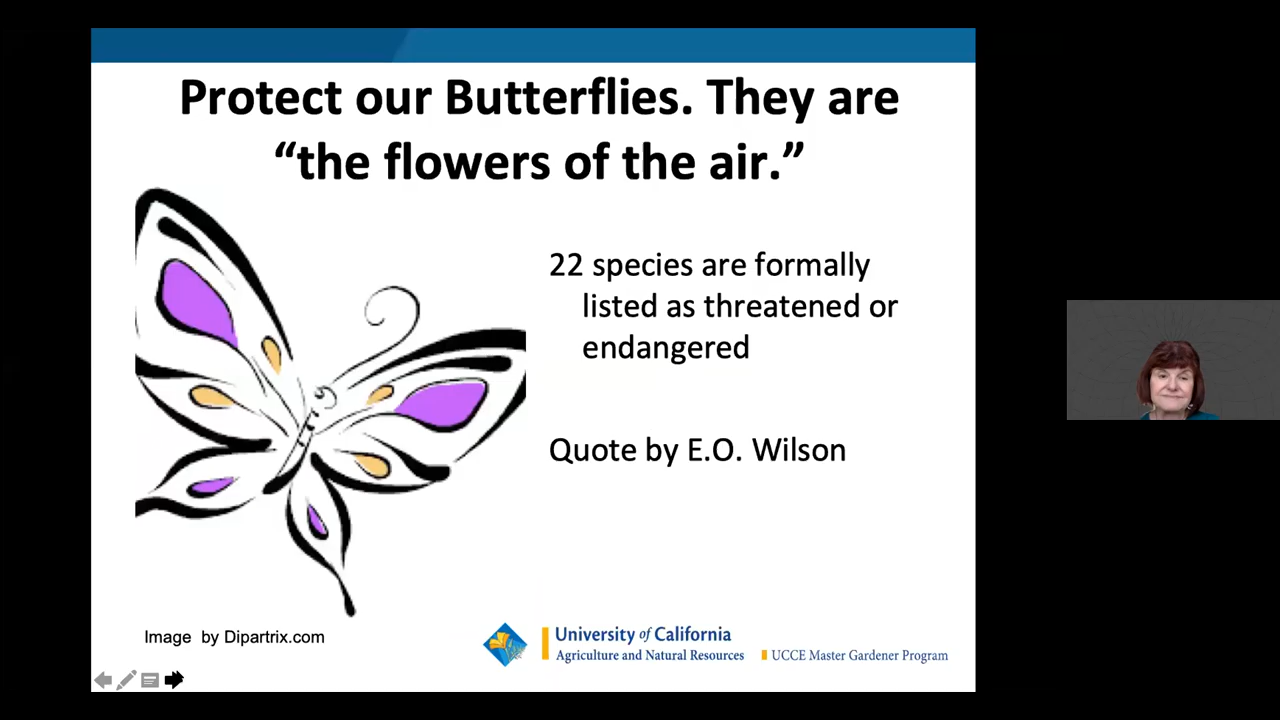 Protect our Butterflies. They are
“the flowers of the air.”
22 species are formally
listed as threatened or
endangered
Quote by E.O. Wilson
Image by Dipartrix.com
University of California
Agriculture and Natural Resources
UCCE Master Gardener Program